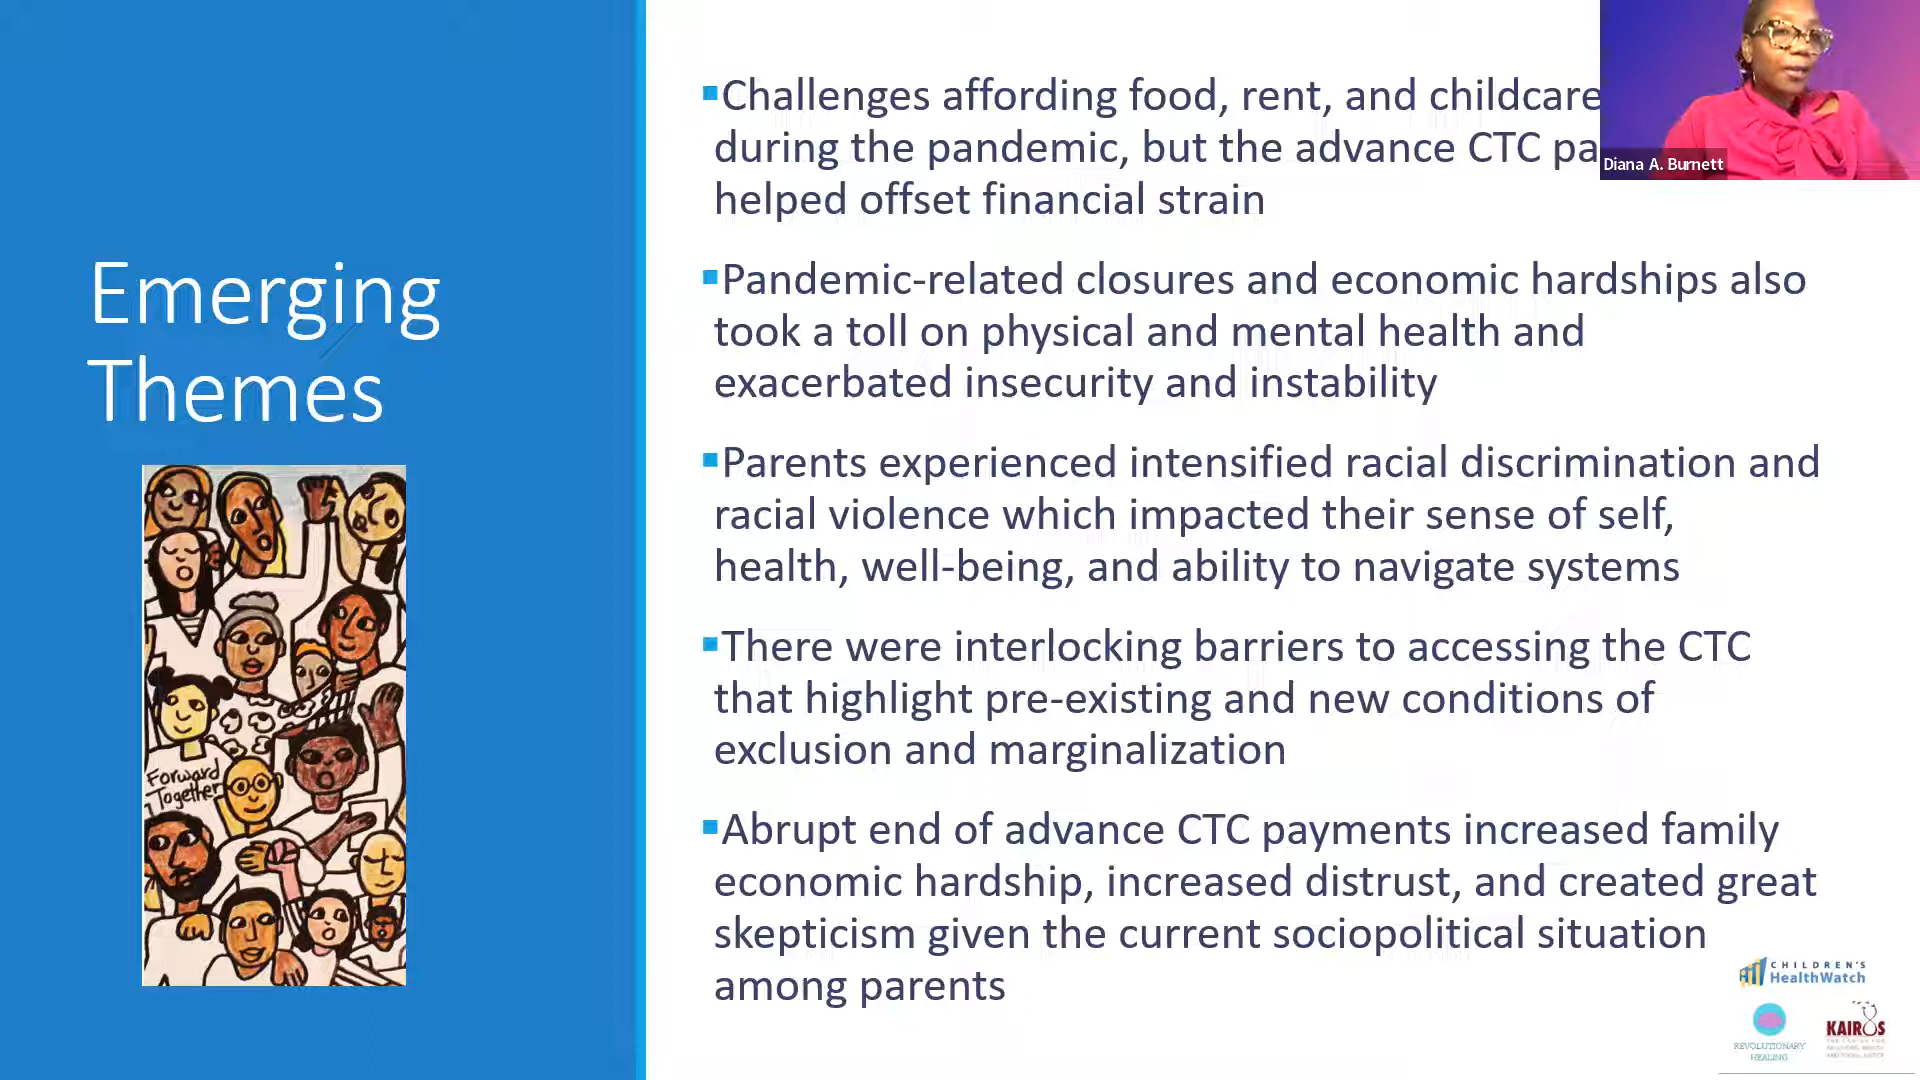 Emerging
Themes
Forward
Together
▪Challenges affording food, rent, and childcare
during the pandemic, but the advance CTC pa
helped offset financial strain
▪Pandemic-related closures and economic hardships also
took a toll on physical and mental health and
exacerbated insecurity and instability
▪Parents experienced intensified racial discrimination and
racial violence which impacted their sense of self,
health, well-being, and ability to navigate systems
▪There were interlocking barriers to accessing the CTC
that highlight pre-existing and new conditions of
exclusion and marginalization
▪Abrupt end of advance CTC payments increased family
economic hardship, increased distrust, and created great
skepticism given the current sociopolitical situation
among parents
Diana A. Burnett
CHILDREN'S
HealthWatch
REVOLUTIONARY
HEALING
KAIROS